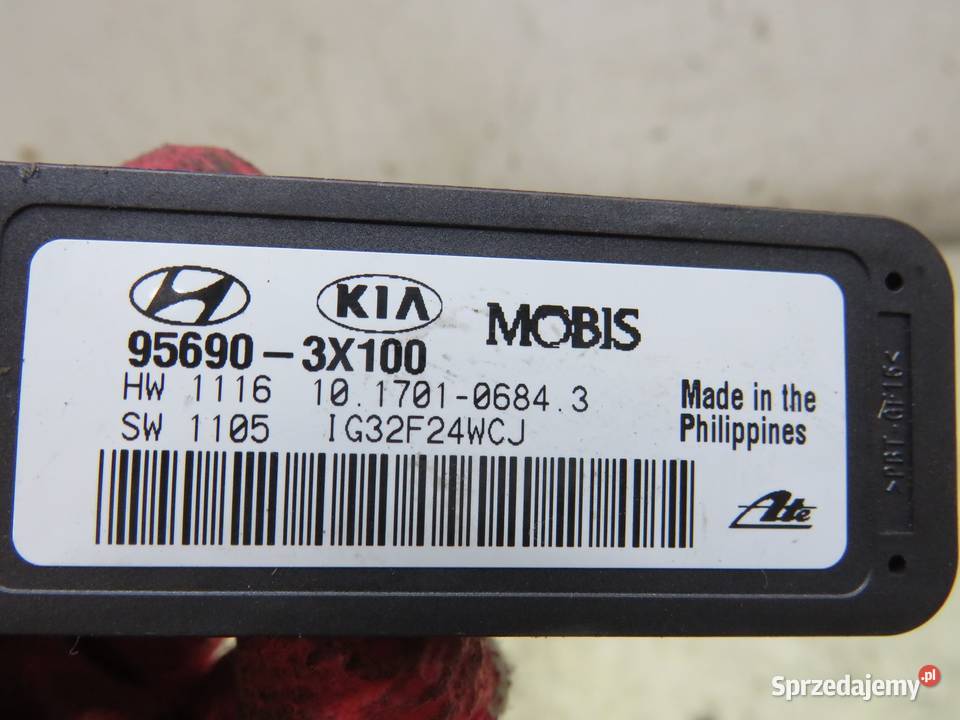 KIA MOBIS
95690-3X100
HW 1116 10.1701-0684.3
SW 1105 IG32F24WCJ
Made in the
Philippines
Ate
Sprzedajemy.pl